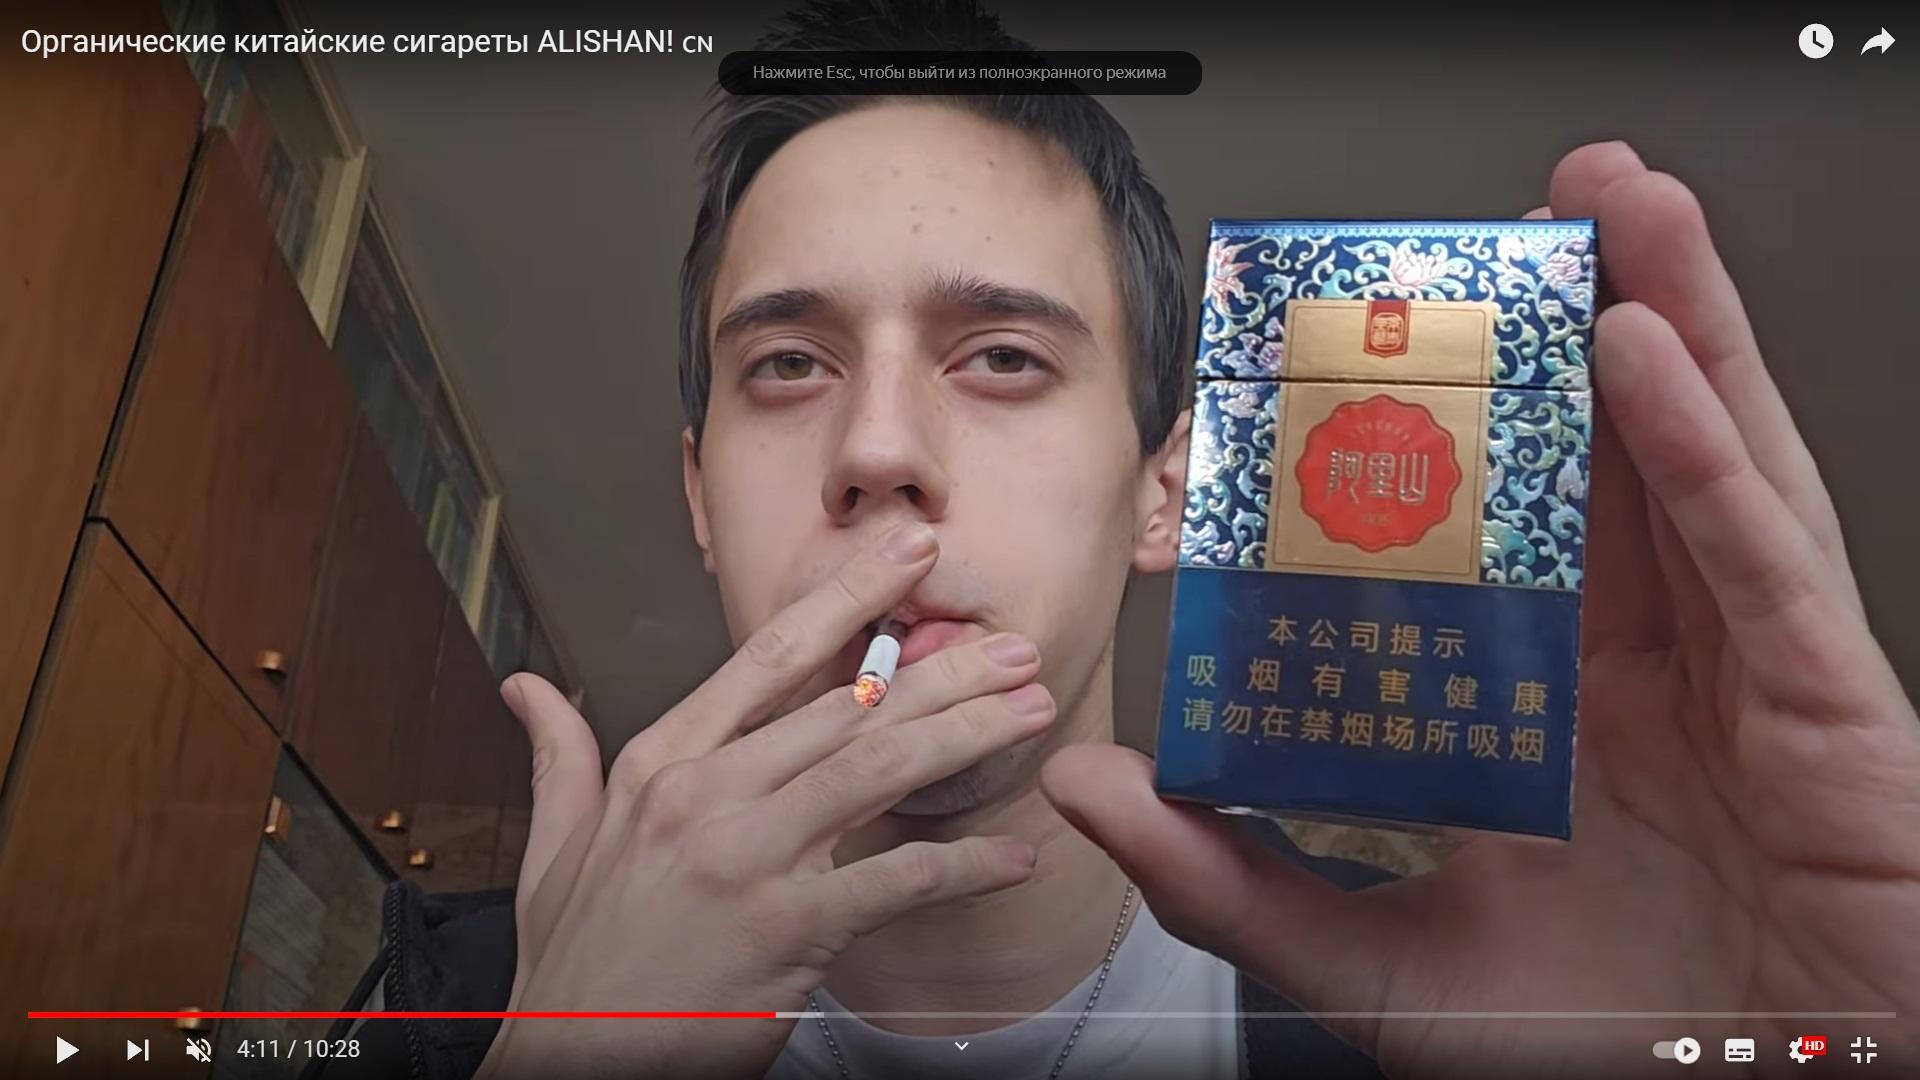 Органические китайские сигареты ALISHAN! CN
Нажмите Esc, чтобы выйти из полноэкранного режима
阿里山
本公司提示
吸烟有害健康
请勿在禁烟场所吸烟
4:11 / 10:28
HD